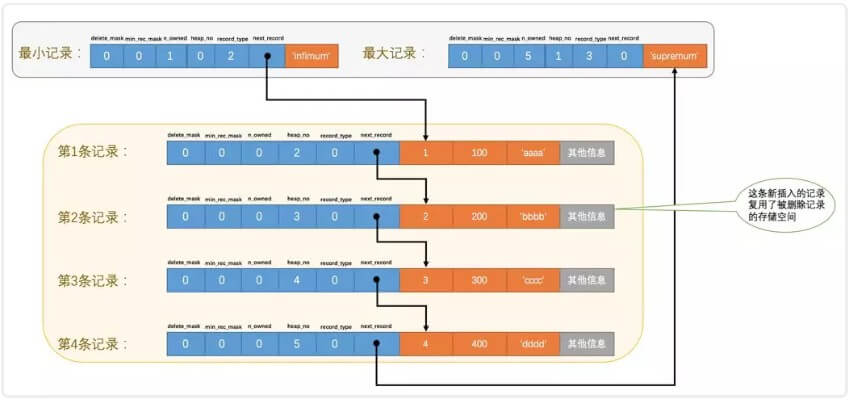 delete_mask min_rec_mask n_owned heap_no record_type next_record
最小记录： 0 0 1 0 2 'infimum'
delete_mask min_rec_mask n_owned heap_no record_type next_record
最大记录： 0 0 5 1 3 0 'supremum'
delete_mask min_rec_mask n_owned heap_no record_type next_record
第1条记录： 0 0 0 2 0 1 100 'aaaa' 其他信息
delete_mask min_rec_mask n_owned heap_no record_type next_record
第2条记录： 0 0 0 3 0 2 200 'bbbb' 其他信息
这条新插入的记录
复用了被删除记录
的存储空间
delete_mask min_rec_mask n_owned heap_no record_type next_record
第3条记录： 0 0 0 4 0 3 300 'cccc' 其他信息
delete_mask min_rec_mask n_owned heap_no record_type next_record
第4条记录： 0 0 0 5 0 4 400 'dddd' 其他信息